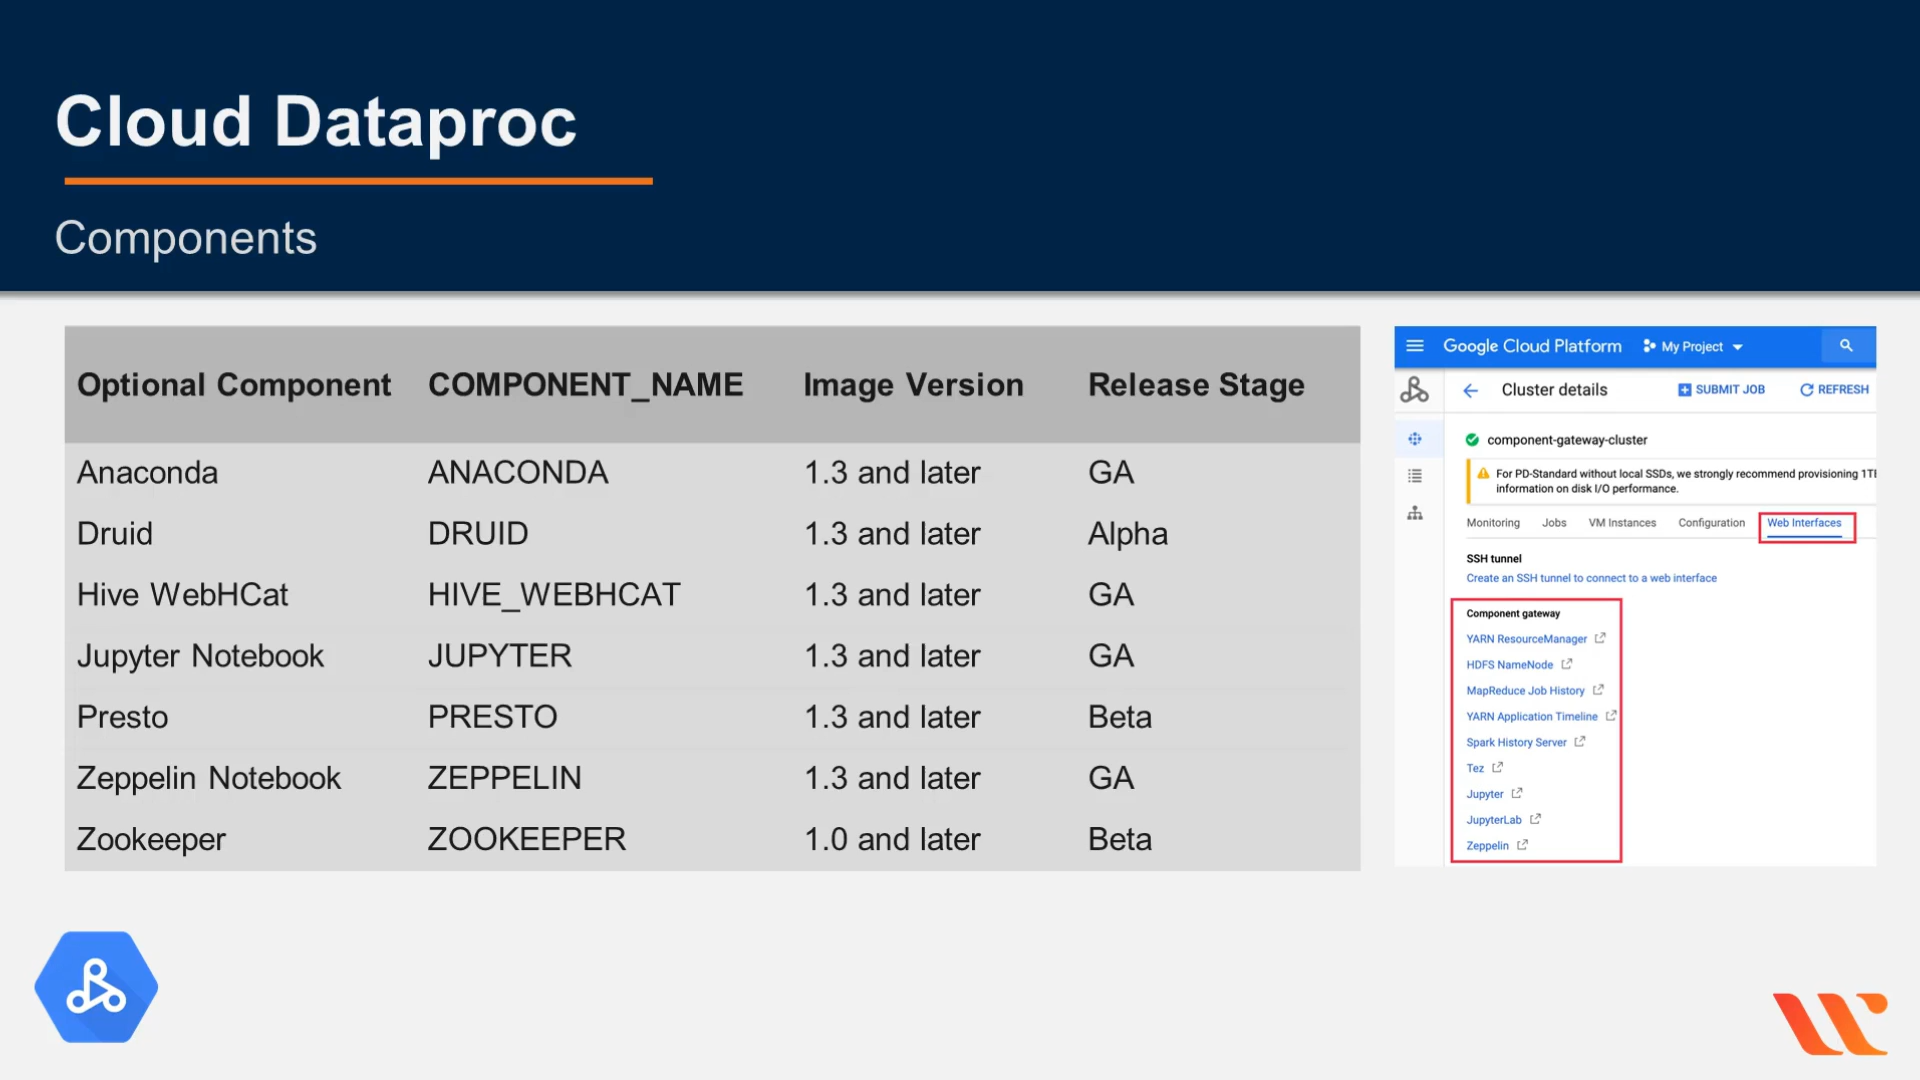 Cloud Dataproc
Components
Optional Component COMPONENT_NAME Image Version Release Stage
Anaconda ANACONDA 1.3 and later GA
Druid DRUID 1.3 and later Alpha
Hive WebHCat HIVE_WEBHCAT 1.3 and later GA
Jupyter Notebook JUPYTER 1.3 and later GA
Presto PRESTO 1.3 and later Beta
Zeppelin Notebook ZEPPELIN 1.3 and later GA
Zookeeper ZOOKEEPER 1.0 and later Beta
Google Cloud Platform My Project
Cluster details SUBMIT JOB REFRESH
component-gateway-cluster
For PD-Standard without local SSDs, we strongly recommend provisioning 1TB
information on disk I/O performance.
Monitoring Jobs VM Instances Configuration Web Interfaces
SSH tunnel
Create an SSH tunnel to connect to a web interface
Component gateway
YARN ResourceManager
HDFS NameNode
MapReduce Job History
YARN Application Timeline
Spark History Server
Tez
Jupyter
JupyterLab
Zeppelin